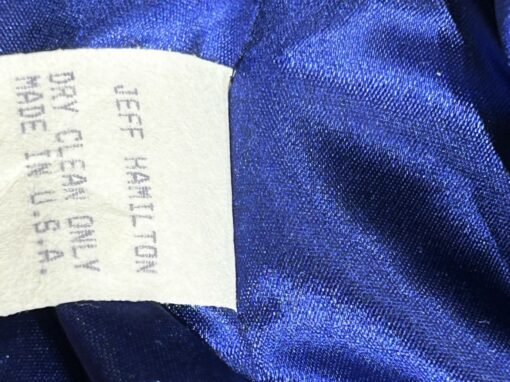 JEFF HAMILTON
DRY CLEAN ONLY
MADE IN U.S.A.